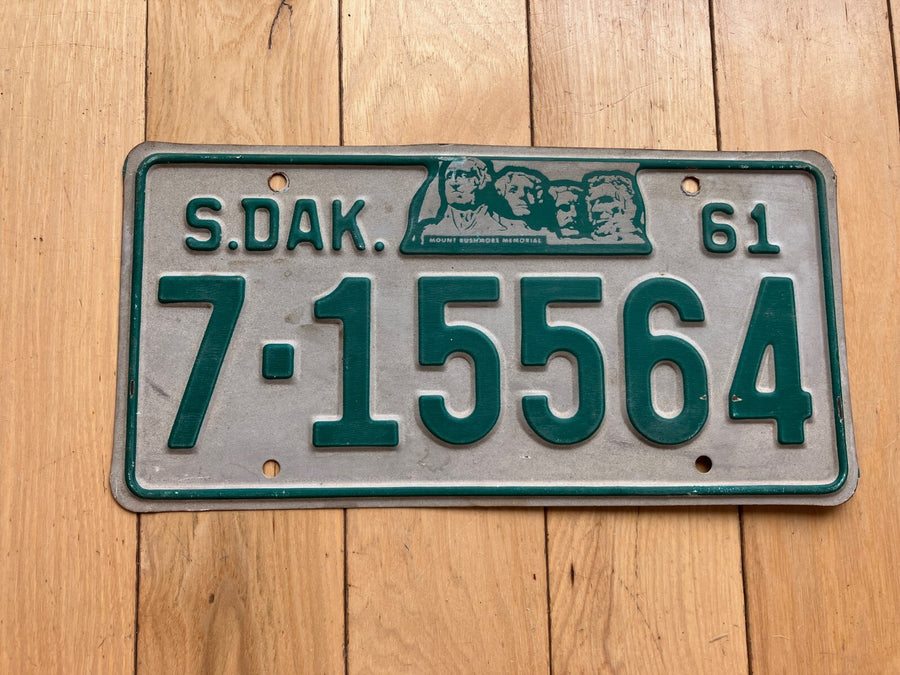 S.DAK. 61
MOUNT RUSHMORE MEMORIAL
7-15564